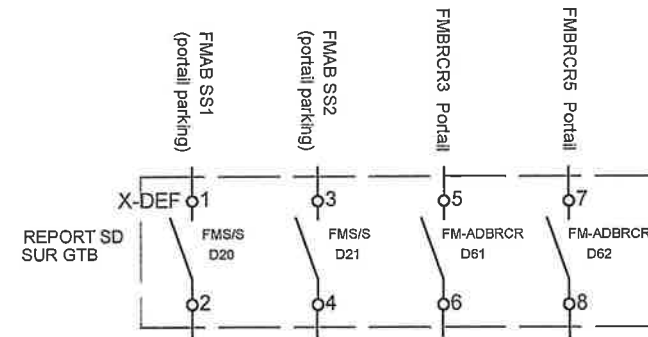 FMAB SS1
(portail parking)
FMAB SS2
(portail parking)
FMBRCR3 Portail
FMBRCR5 Portail
X-DEF 1
3
5
7
REPORT SD
SUR GTB
FMS/S
D20
FMS/S
D21
FM-ADBRCR
D61
FM-ADBRCR
D62
2
4
6
8